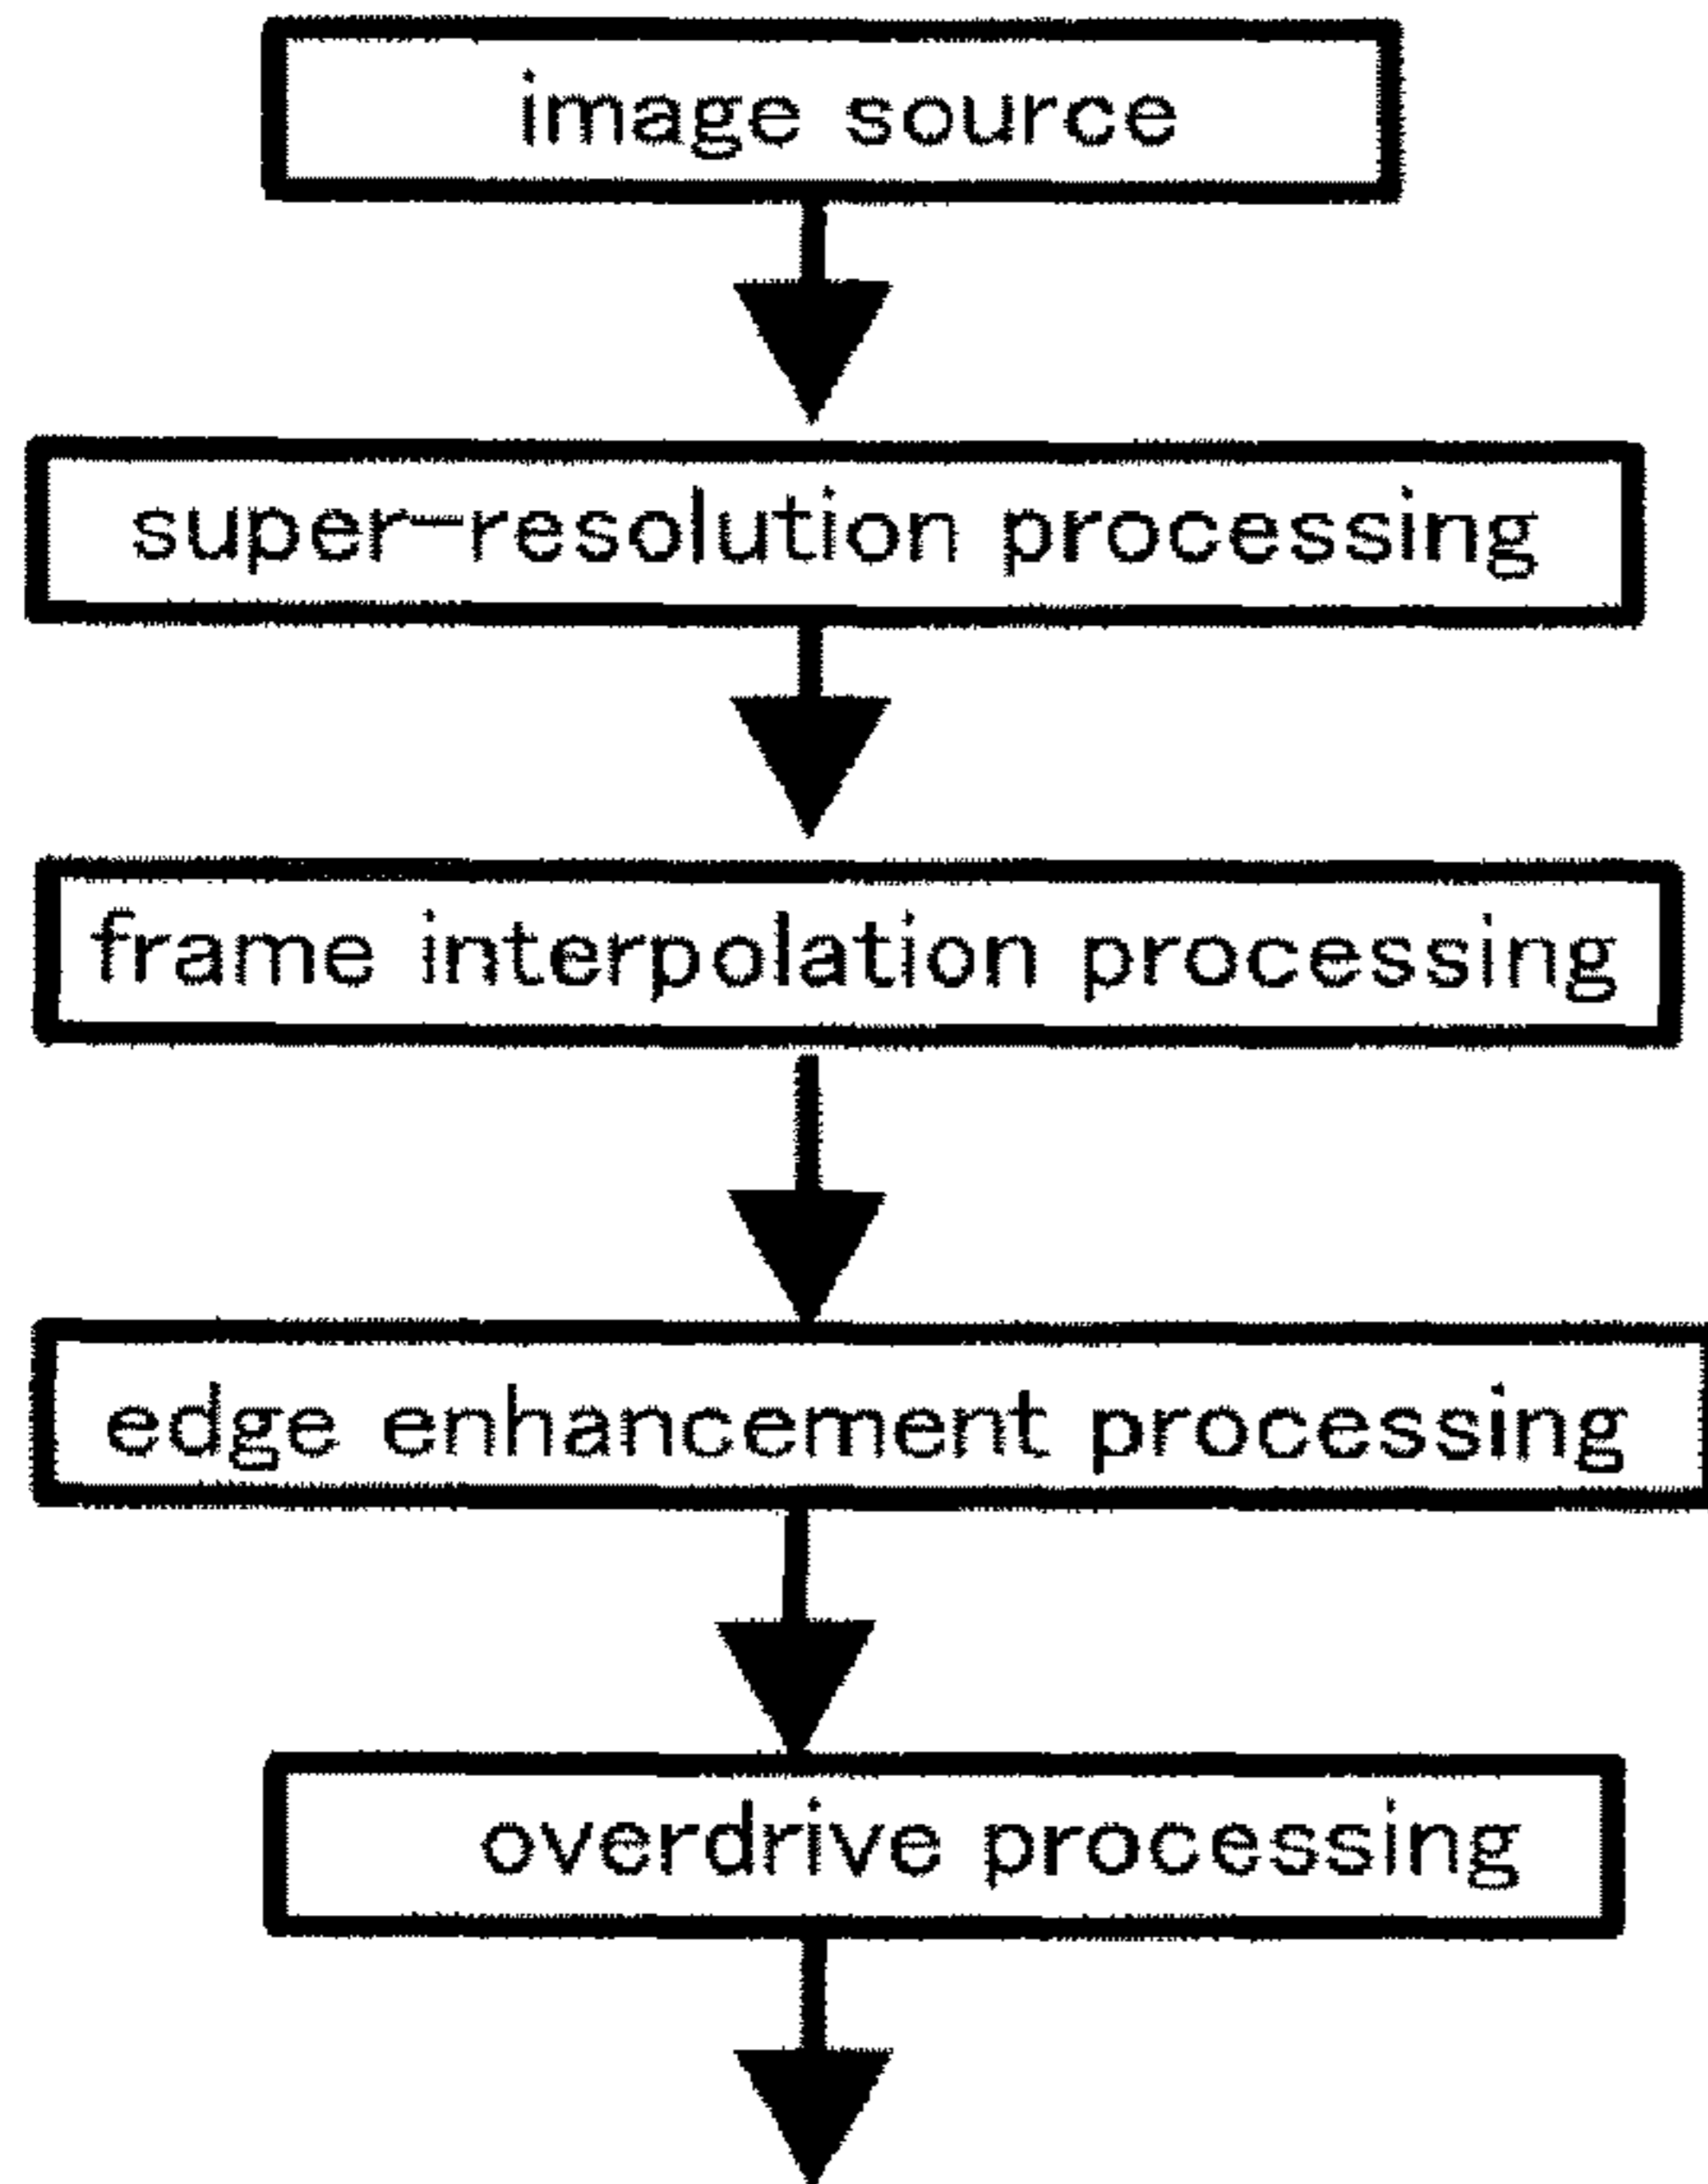 image source
super-resolution processing
frame interpolation processing
edge enhancement processing
overdrive processing